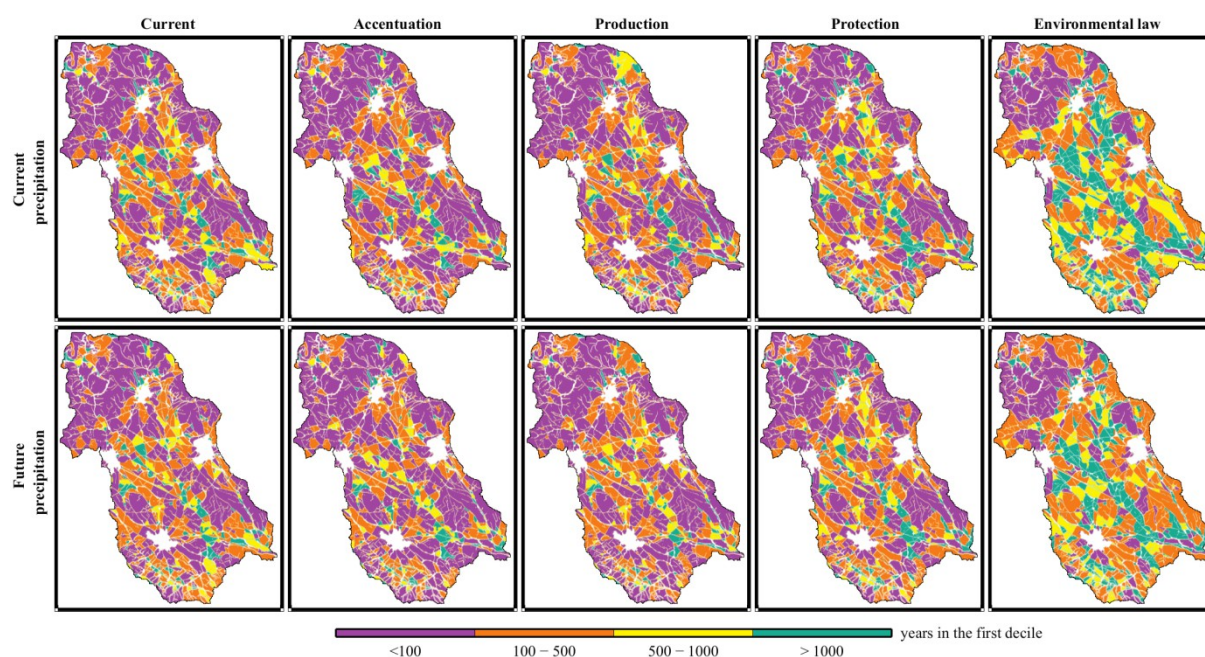 Current
Accentuation
Production
Protection
Environmental law
Current
precipitation
Future
precipitation
years in the first decile
<100
100 – 500
500 – 1000
> 1000